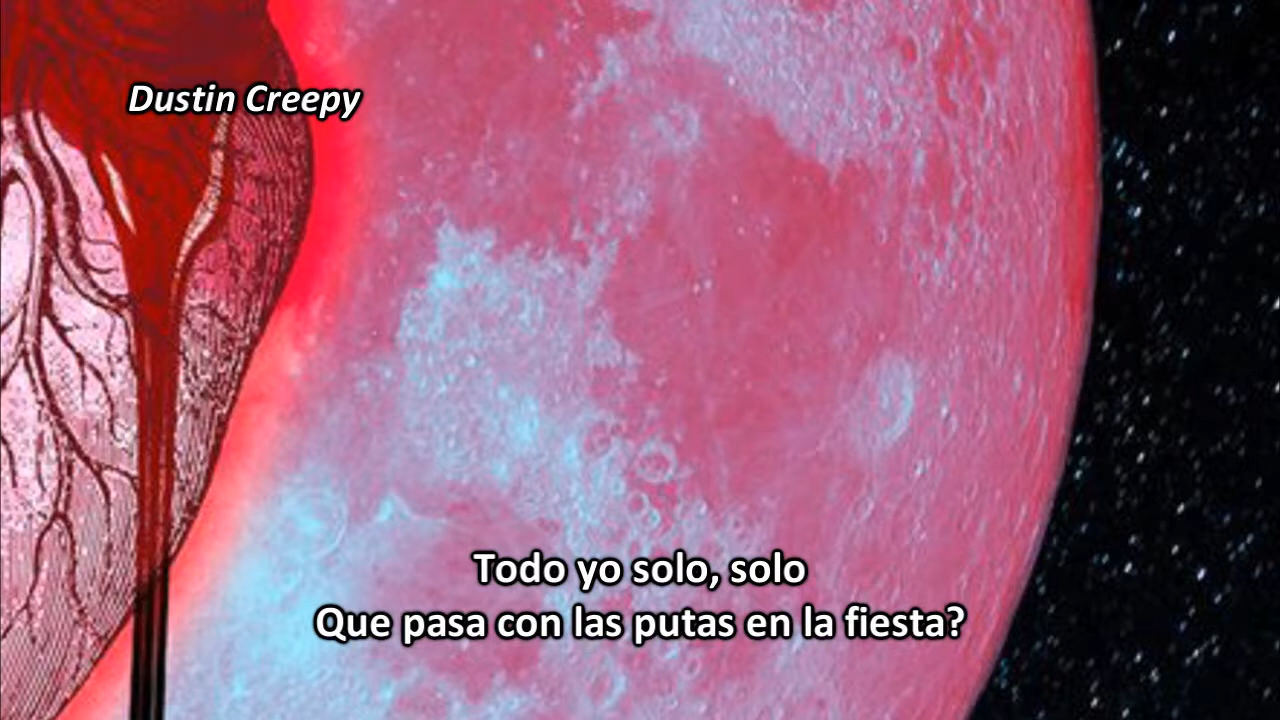 Dustin Creepy
Todo yo solo, solo
Que pasa con las putas en la fiesta?